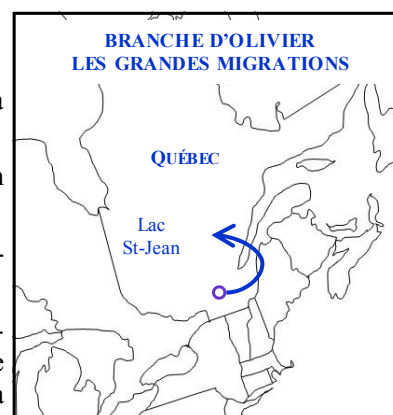 BRANCHE D'OLIVIER
LES GRANDES MIGRATIONS
QUÉBEC
Lac
St-Jean
a
n
-
-
e
a